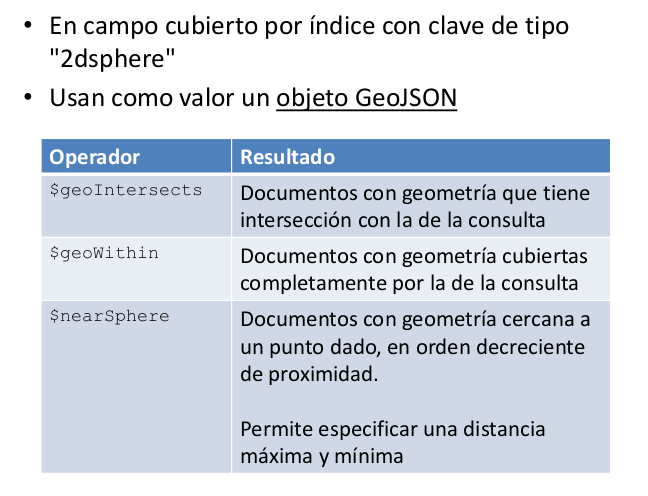 • En campo cubierto por índice con clave de tipo
"2dsphere"
• Usan como valor un objeto GeoJSON
Operador Resultado
$geoIntersects Documentos con geometría que tiene
intersección con la de la consulta
$geoWithin Documentos con geometría cubiertas
completamente por la de la consulta
$nearSphere Documentos con geometría cercana a
un punto dado, en orden decreciente
de proximidad.
Permite especificar una distancia
máxima y mínima